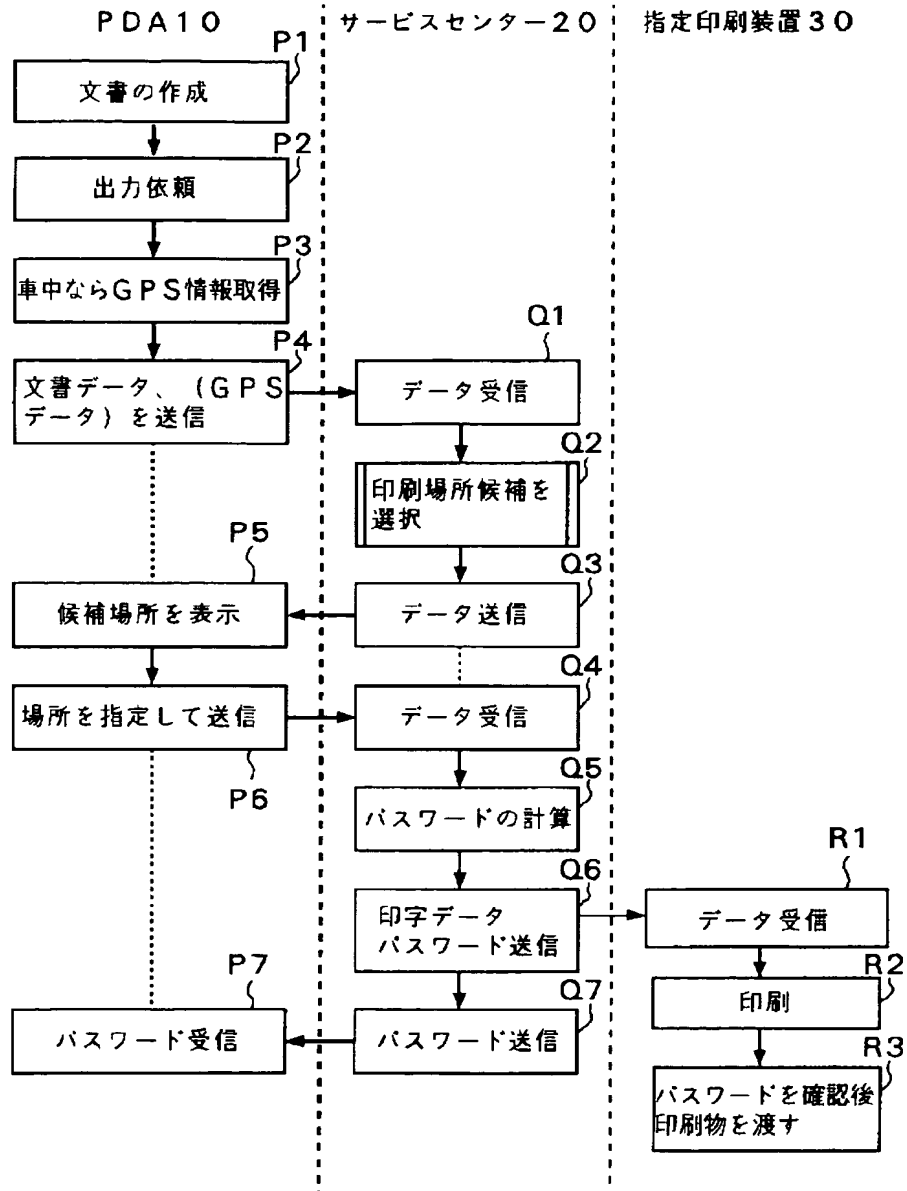 PDA10
サービスセンター20
指定印刷装置30
P1
文書の作成
P2
出力依頼
P3
車中ならGPS情報取得
P4
文書データ、（GPS
データ）を送信
Q1
データ受信
Q2
印刷場所候補を
選択
P5
候補場所を表示
Q3
データ送信
場所を指定して送信
P6
Q4
データ受信
Q5
パスワードの計算
Q6
印字データ
パスワード送信
R1
データ受信
R2
印刷
P7
パスワード受信
Q7
パスワード送信
R3
パスワードを確認後
印刷物を渡す